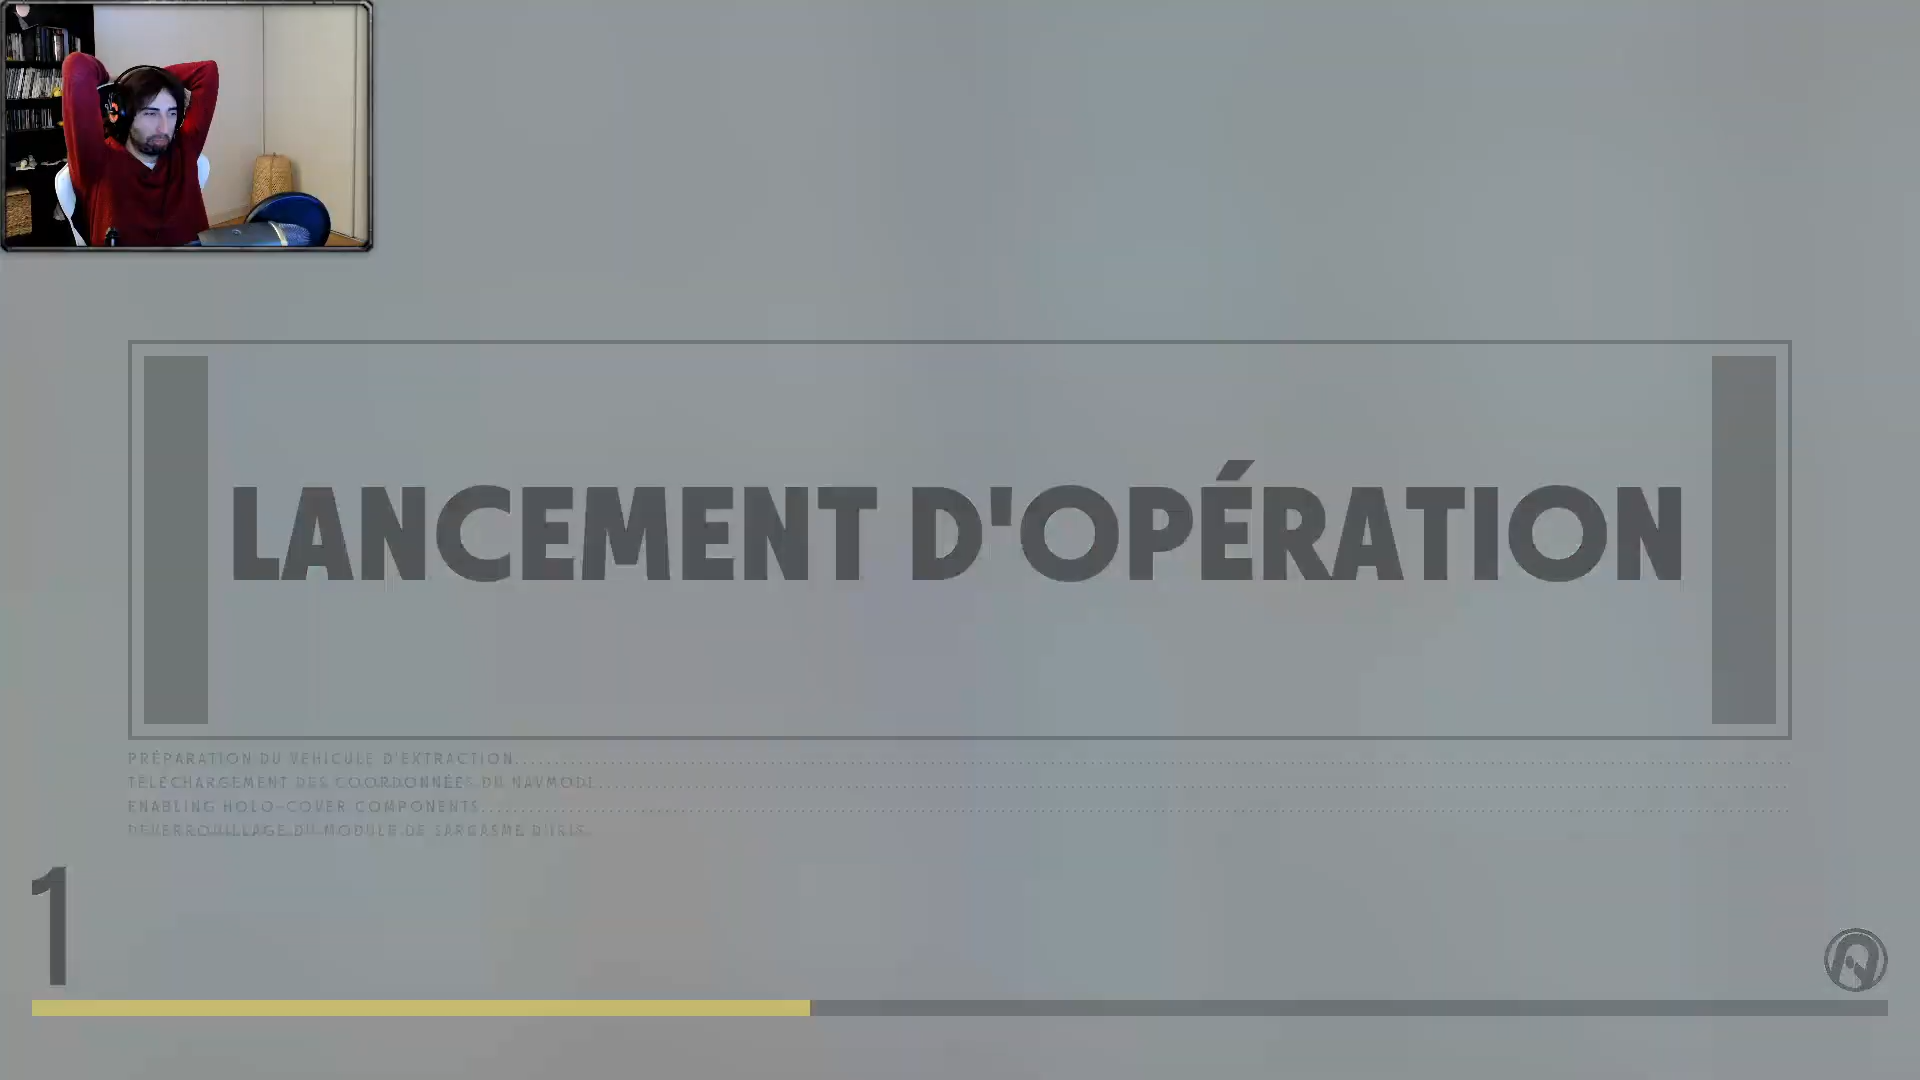 LANCEMENT D'OPÉRATION
PRÉPARATION DU VÉHICULE D'EXTRACTION
TÉLÉCHARGEMENT DES COORDONNÉES DU NAVMODL
ENABLING HOLO-COVER COMPONENTS
DÉVERROUILLAGE DU MODULE DE SARCASME D'IRIS
1